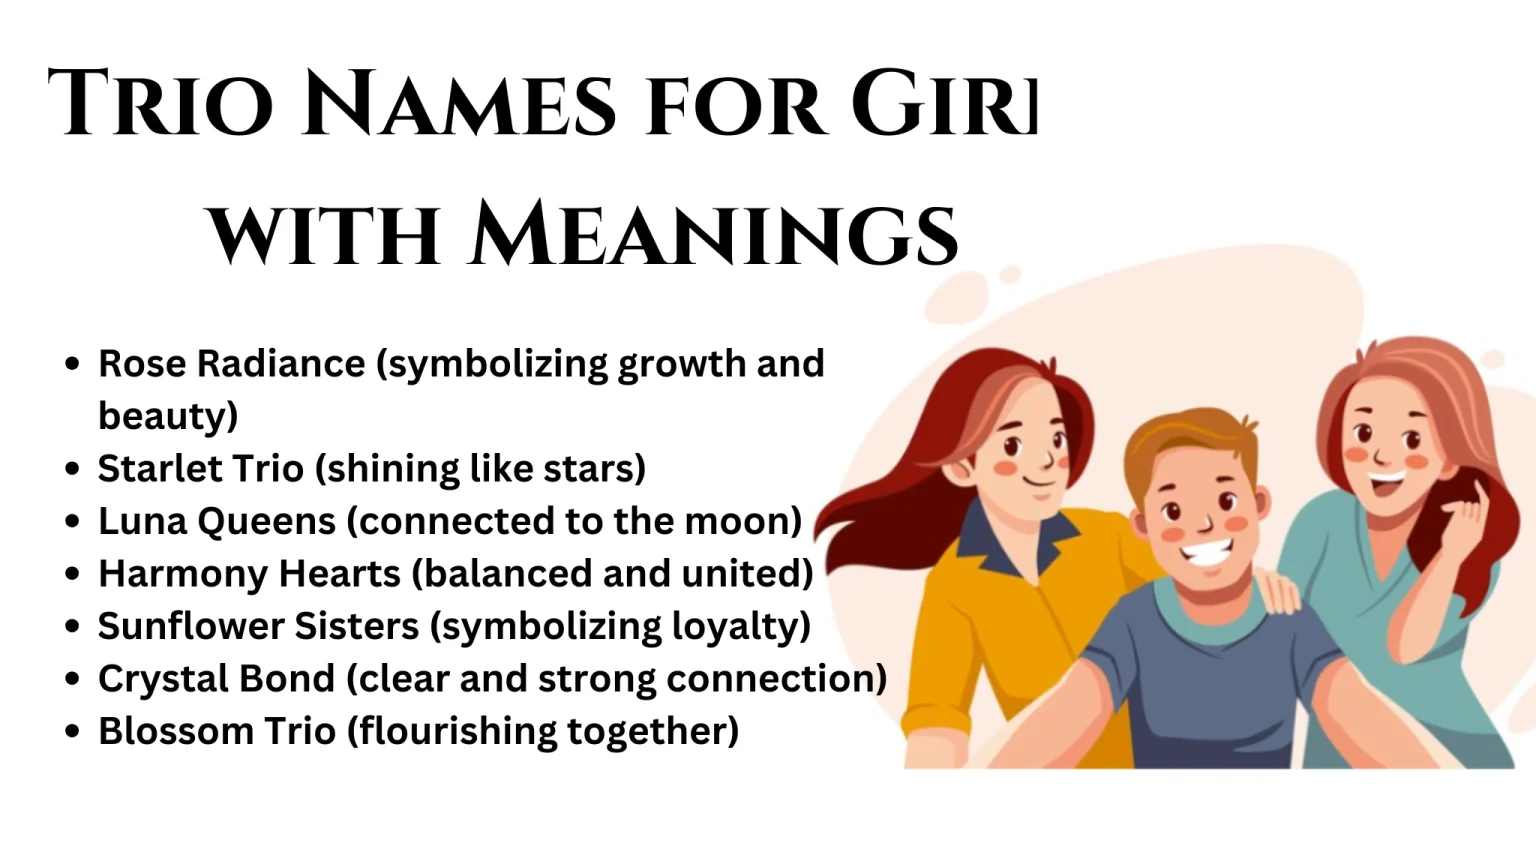 Trio Names for Girl
with Meanings
• Rose Radiance (symbolizing growth and
beauty)
• Starlet Trio (shining like stars)
• Luna Queens (connected to the moon)
• Harmony Hearts (balanced and united)
• Sunflower Sisters (symbolizing loyalty)
• Crystal Bond (clear and strong connection)
• Blossom Trio (flourishing together)